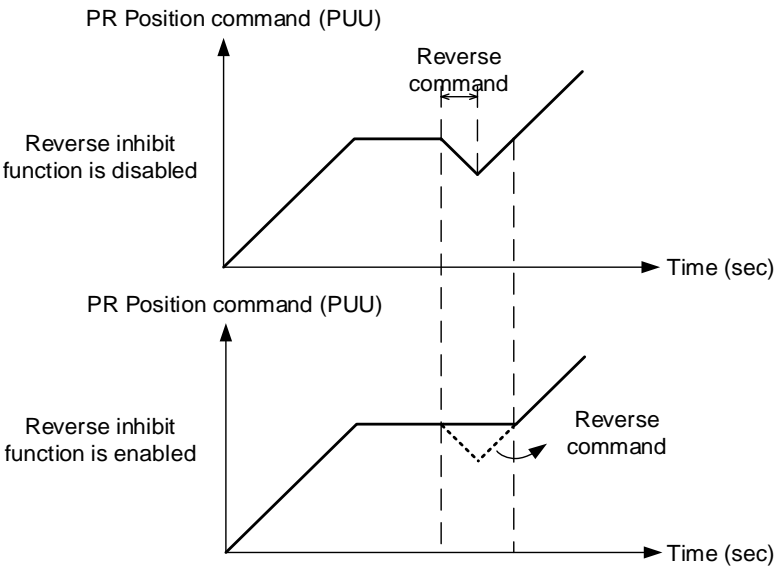 PR Position command (PUU)
Reverse
command
Reverse inhibit
function is disabled
Time (sec)
PR Position command (PUU)
Reverse inhibit
function is enabled
Reverse
command
Time (sec)